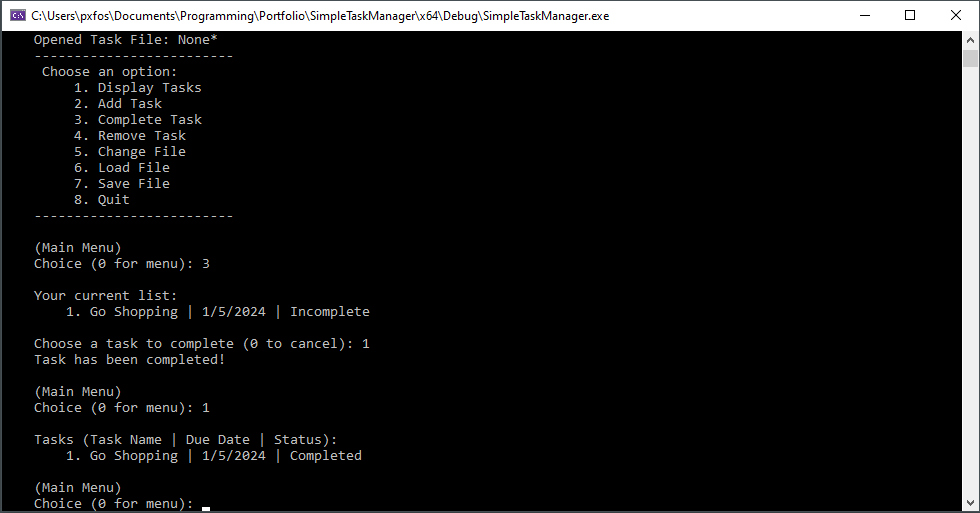 C:\Users\pxfos\Documents\Programming\Portfolio\SimpleTaskManager\x64\Debug\SimpleTaskManager.exe
Opened Task File: None*
-------------------------
Choose an option:
1. Display Tasks
2. Add Task
3. Complete Task
4. Remove Task
5. Change File
6. Load File
7. Save File
8. Quit
-------------------------
(Main Menu)
Choice (0 for menu): 3
Your current list:
1. Go Shopping | 1/5/2024 | Incomplete
Choose a task to complete (0 to cancel): 1
Task has been completed!
(Main Menu)
Choice (0 for menu): 1
Tasks (Task Name | Due Date | Status):
1. Go Shopping | 1/5/2024 | Completed
(Main Menu)
Choice (0 for menu):